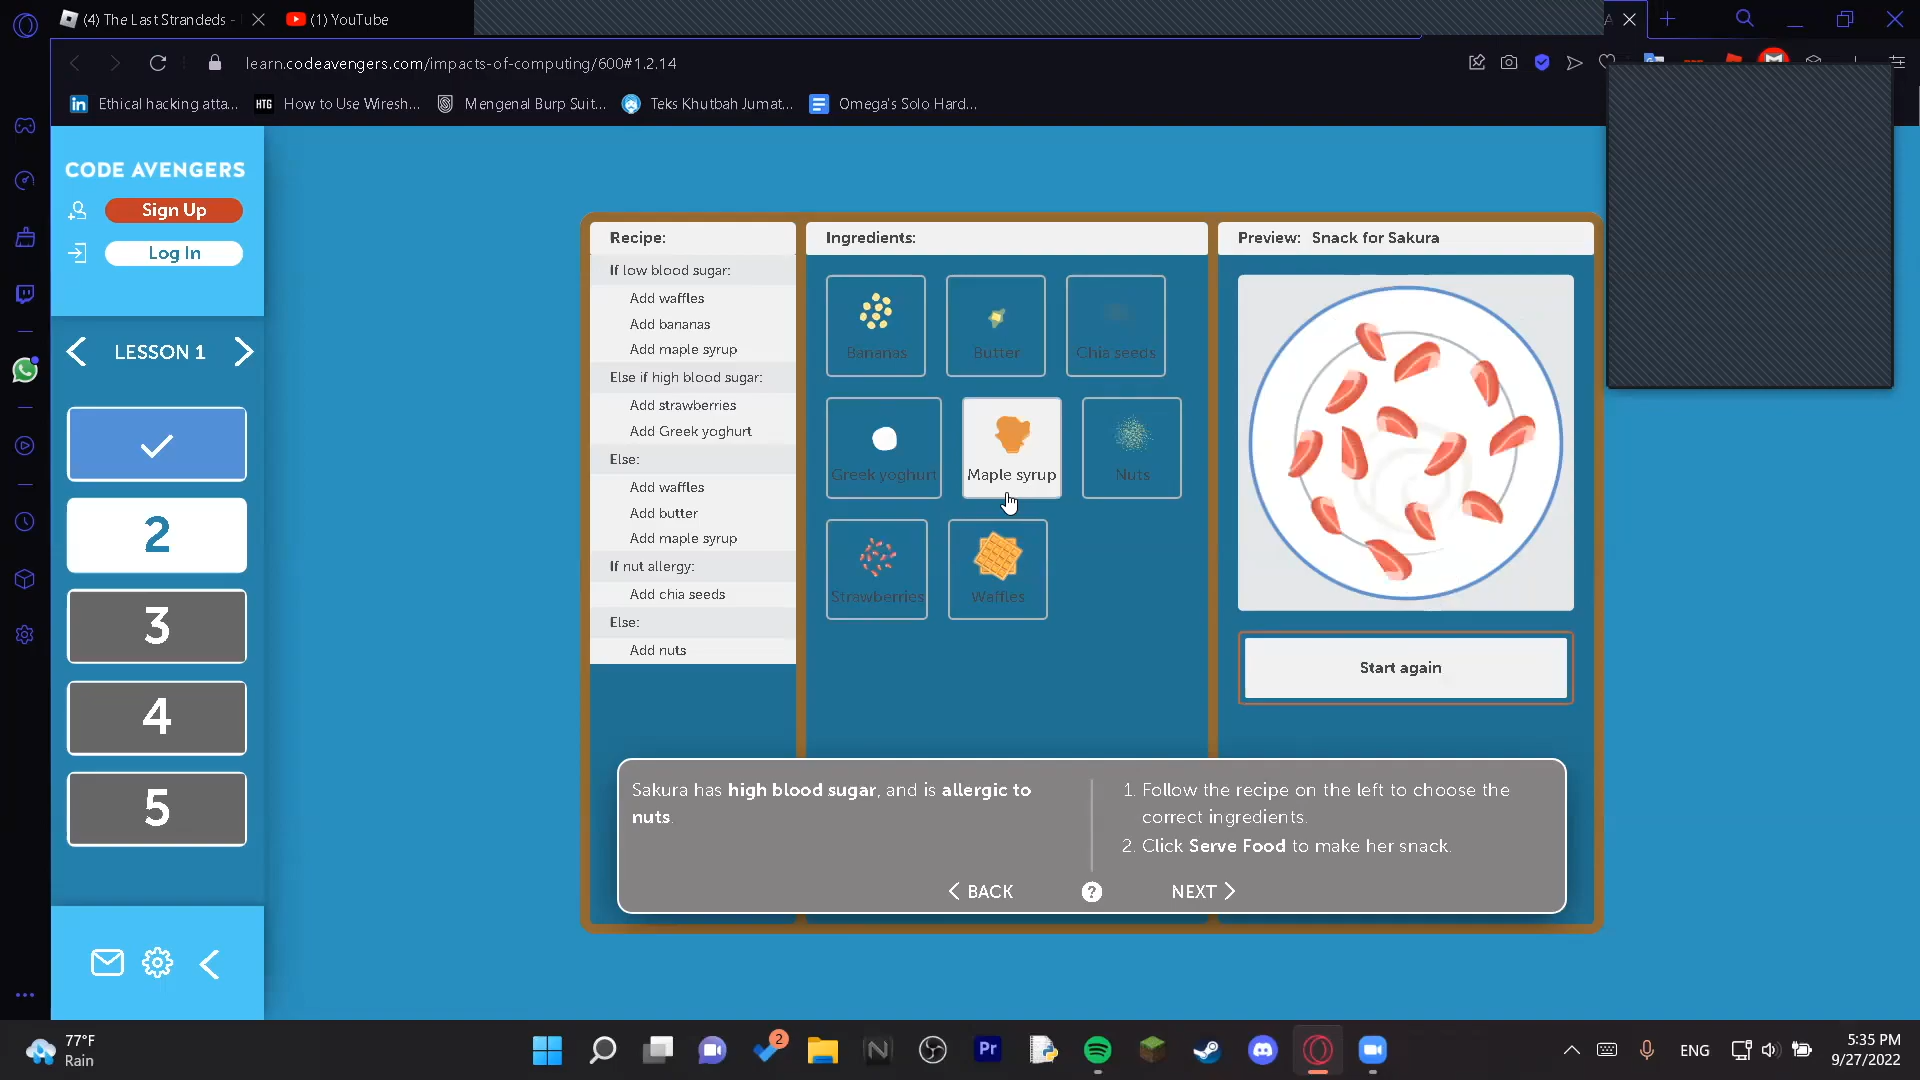 (4) The Last Strandeds -
(1) YouTube
learn.codeavengers.com/impacts-of-computing/600#1.2.14
Ethical hacking atta...
HTG How to Use Wiresh...
Mengenal Burp Suit...
Teks Khutbah Jumat...
Omega's Solo Hard...
CODE AVENGERS
Sign Up
Log In
LESSON 1
2
3
4
5
Recipe:
If low blood sugar:
Add waffles
Add bananas
Add maple syrup
Else if high blood sugar:
Add strawberries
Add Greek yoghurt
Else:
Add waffles
Add butter
Add maple syrup
If nut allergy:
Add chia seeds
Else:
Add nuts
Ingredients:
Bananas
Butter
Chia seeds
Greek yoghurt
Maple syrup
Nuts
Strawberries
Waffles
Preview: Snack for Sakura
Start again
Sakura has high blood sugar, and is allergic to
nuts.
1. Follow the recipe on the left to choose the
correct ingredients.
2. Click Serve Food to make her snack.
BACK
?
NEXT
77°F
Rain
2
Pr
ENG
5:35 PM
9/27/2022